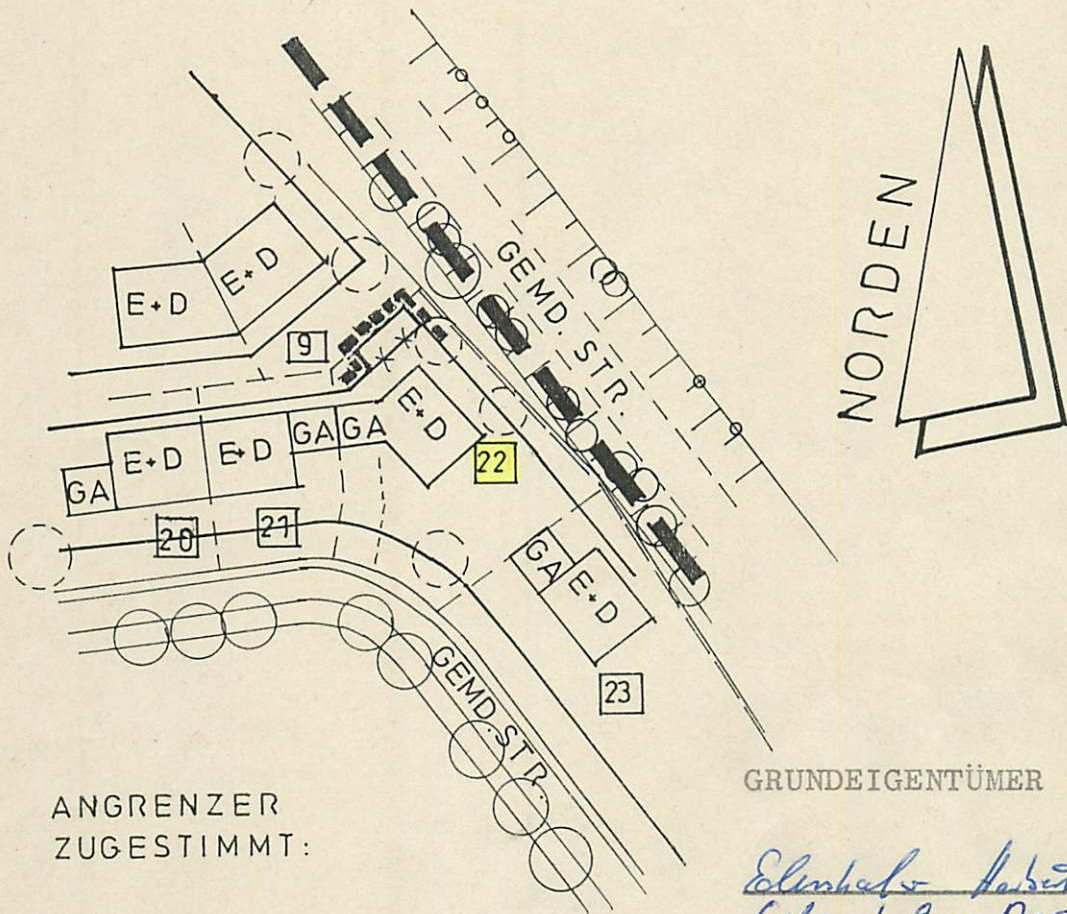 GEMD. STR.
NORDEN
E+D
E+D
9
E+D
GA
GA
E+D
E+D
GA
22
20
21
GA
E+D
23
GEMD. STR.
GRUNDEIGENTÜMER
ANGRENZER
ZUGESTIMMT: